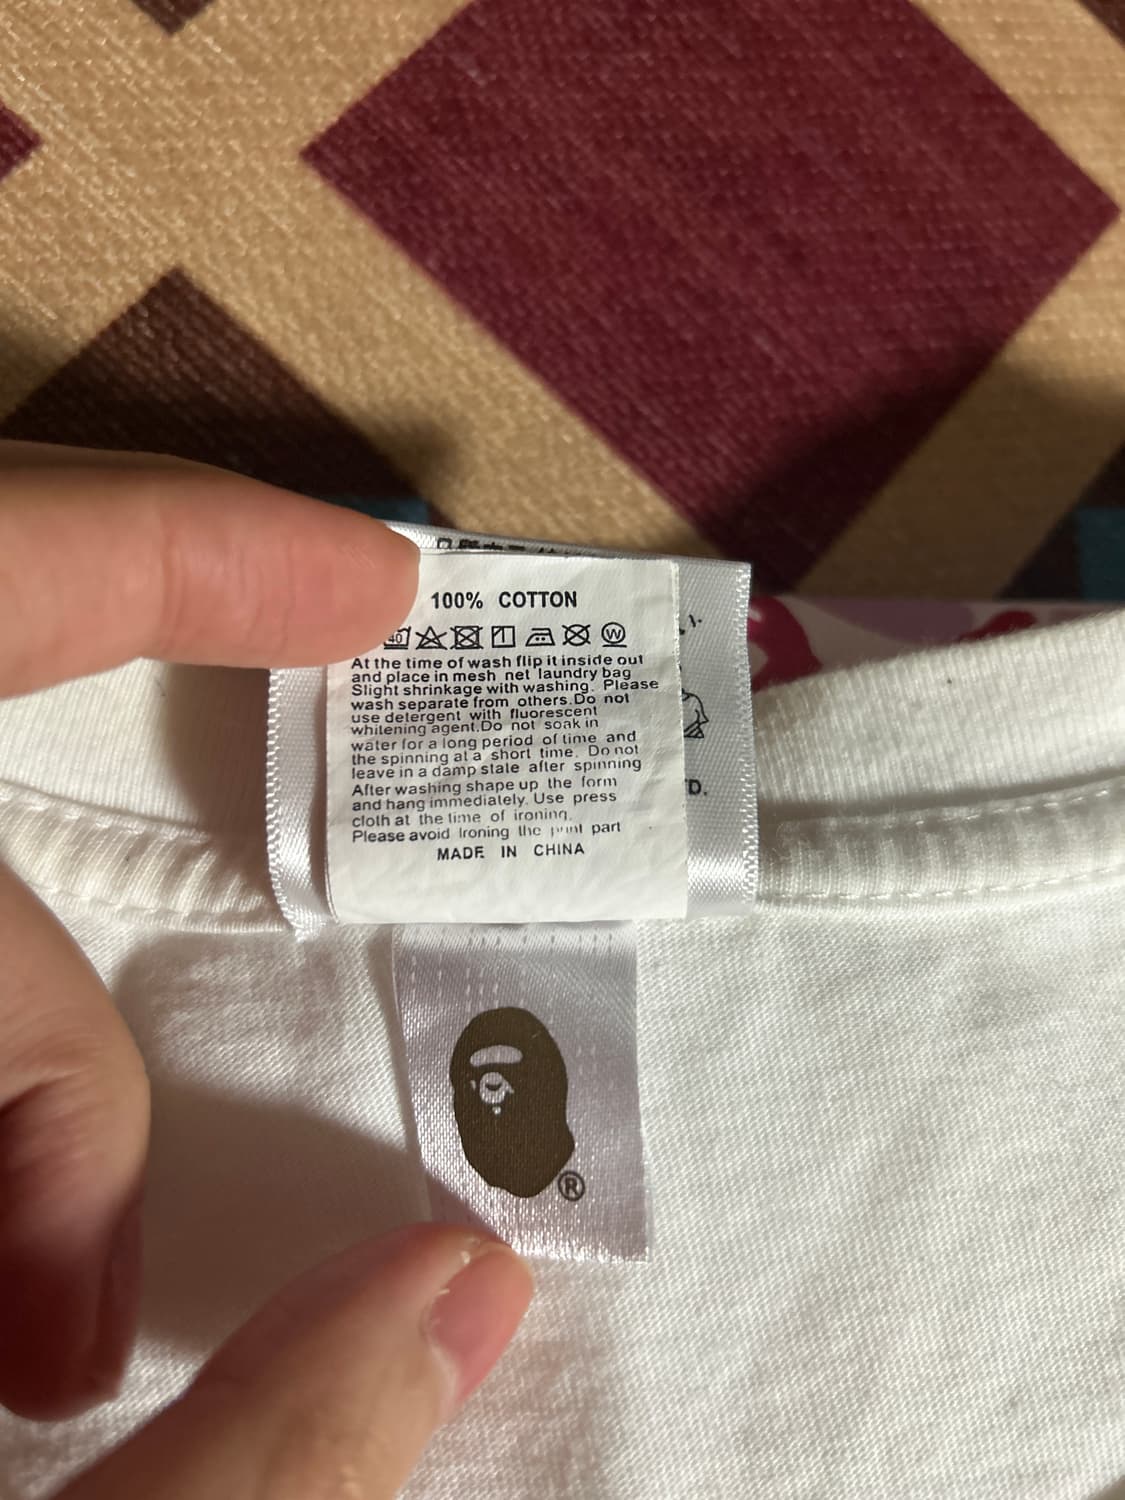 100% COTTON
40 1 W
At the time of wash flip it inside out
and place in mesh net laundry bag
Slight shrinkage with washing. Please
wash separate from others.Do not
use detergent with fluorescent
whitening agent.Do not soak in
water for a long period of time and
the spinning at a short time. Do not
leave in a damp state after spinning
After washing shape up the form
and hang immediately. Use press
cloth at the time of ironing.
Please avoid Ironing the print part
MADE IN CHINA
D.
®